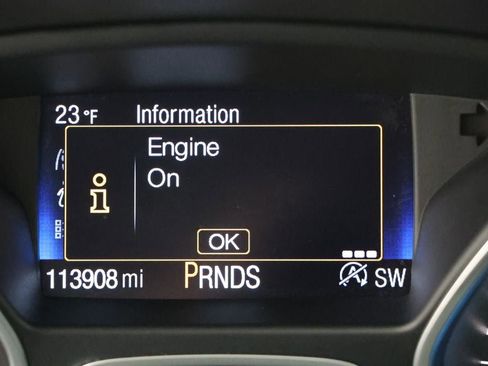 23 °F Information
Engine
On
i
OK
113908 mi PRNDS A SW